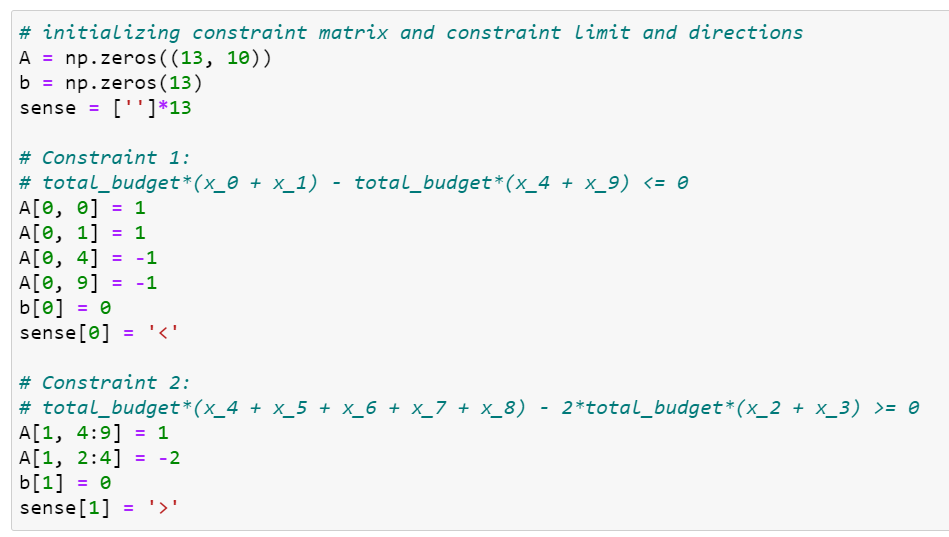 # initializing constraint matrix and constraint limit and directions
A = np.zeros((13, 10))
b = np.zeros(13)
sense = ['']*13
# Constraint 1:
# total_budget*(x_0 + x_1) - total_budget*(x_4 + x_9) <= 0
A[0, 0] = 1
A[0, 1] = 1
A[0, 4] = -1
A[0, 9] = -1
b[0] = 0
sense[0] = '<'
# Constraint 2:
# total_budget*(x_4 + x_5 + x_6 + x_7 + x_8) - 2*total_budget*(x_2 + x_3) >= 0
A[1, 4:9] = 1
A[1, 2:4] = -2
b[1] = 0
sense[1] = '>'